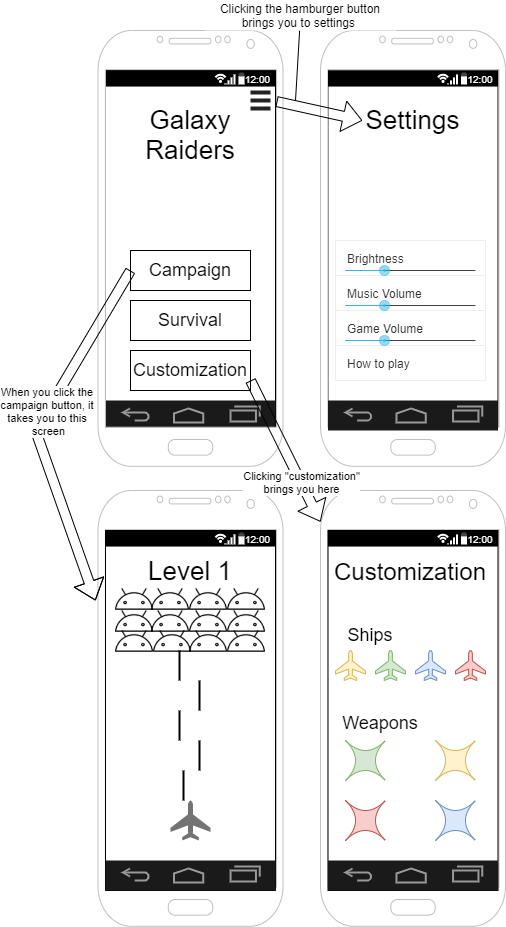 Clicking the hamburger button
brings you to settings
12:00
Galaxy
Raiders
Campaign
Survival
Customization
12:00
Settings
Brightness
Music Volume
Game Volume
How to play
When you click the
campaign button, it
takes you to this
screen
Clicking "customization"
brings you here
12:00
Level 1
12:00
Customization
Ships
Weapons